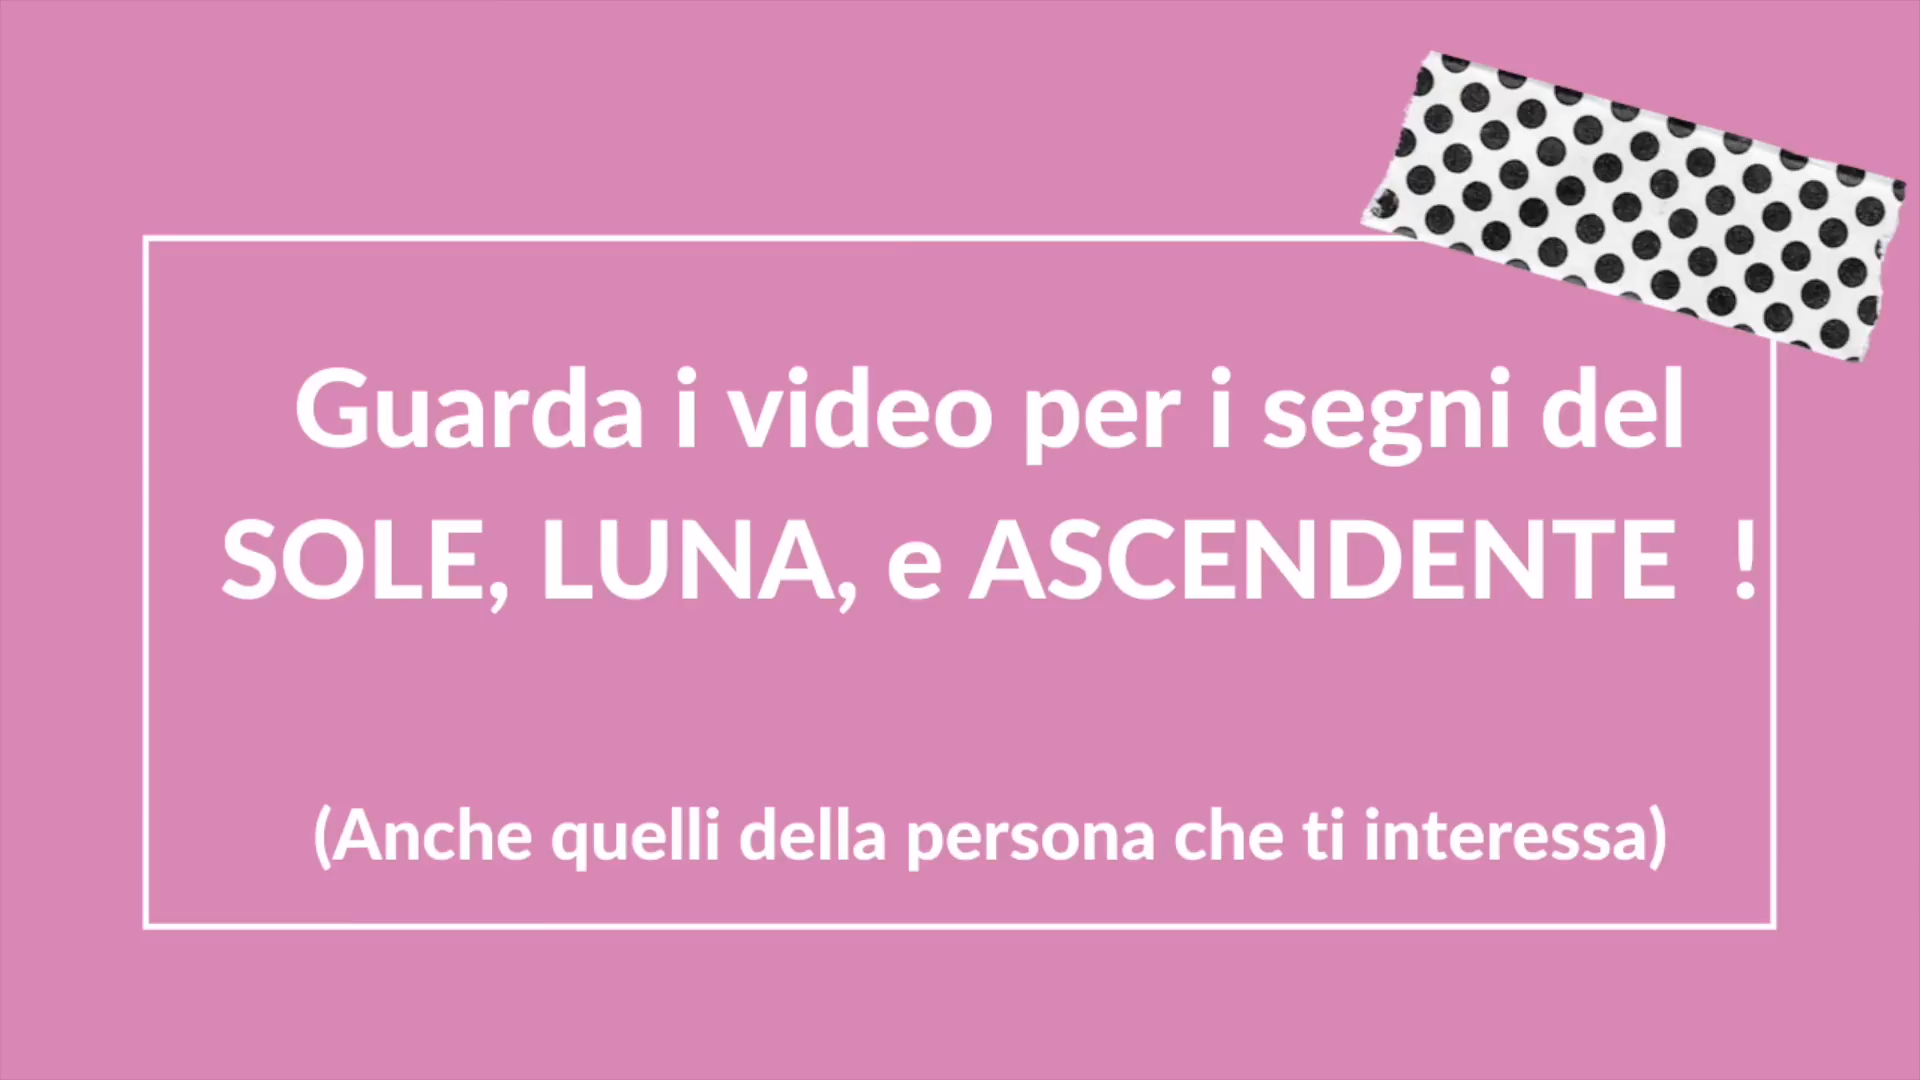 Guarda i video per i segni del
SOLE, LUNA, e ASCENDENTE !
(Anche quelli della persona che ti interessa)